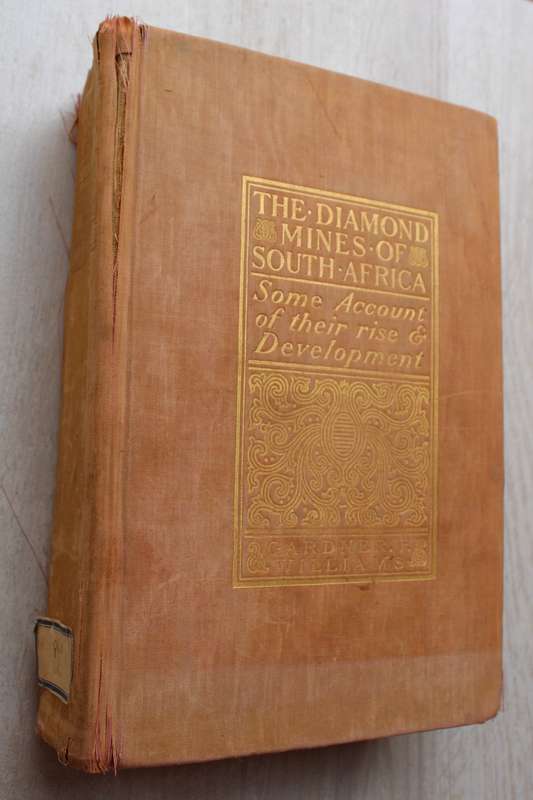 THE·DIAMOND
MINES·OF
SOUTH·AFRICA
Some Account
of their rise &
Development
GARDNER·F
WILLIAMS